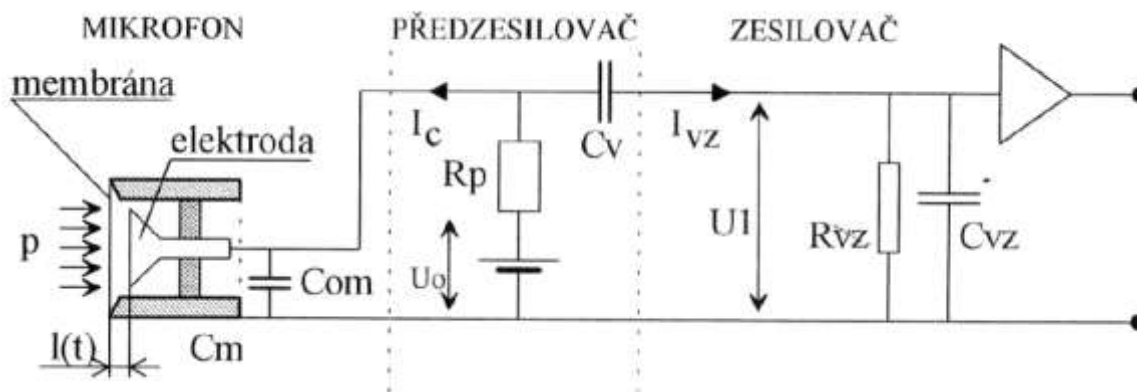 MIKROFON
PŘEDZESILOVAČ
ZESILOVAČ
membrána
elektroda
Ic
Cv
Ivz
Rp
U1
Rvz
Cvz
p
Com
Uo
l(t)
Cm